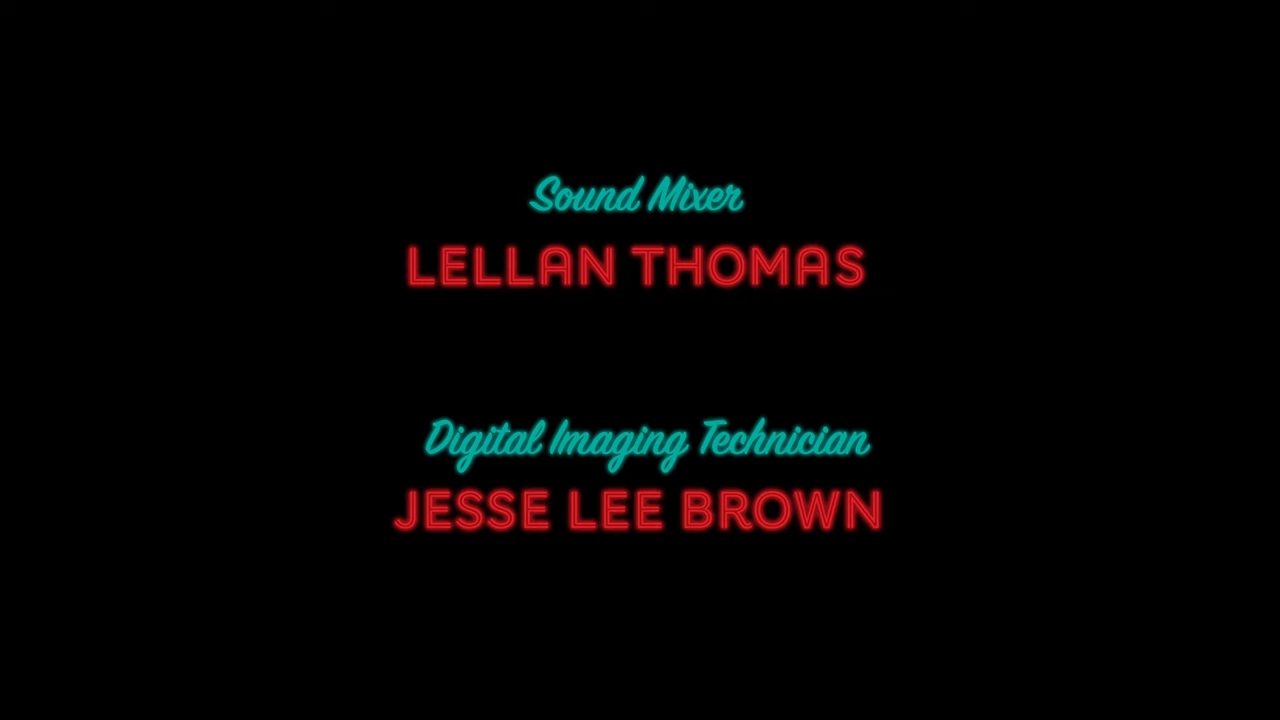 Sound Mixer
LELLAN THOMAS
Digital Imaging Technician
JESSE LEE BROWN